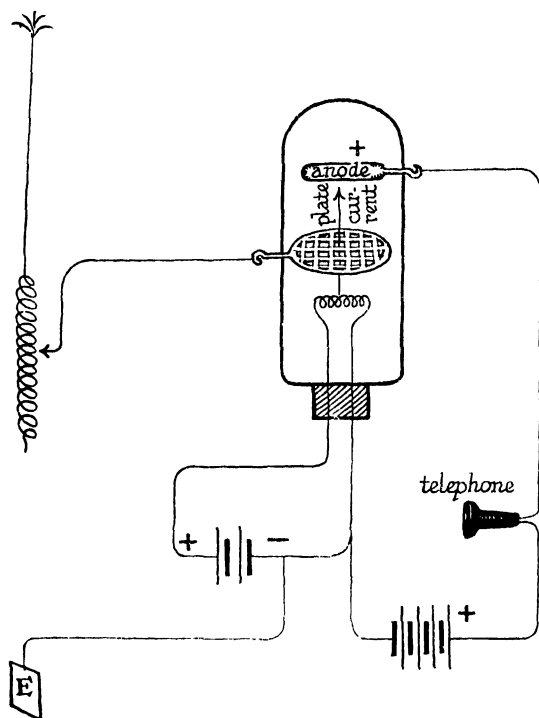 +
anode
plate
cur-
rent
telephone
+
−
+
E